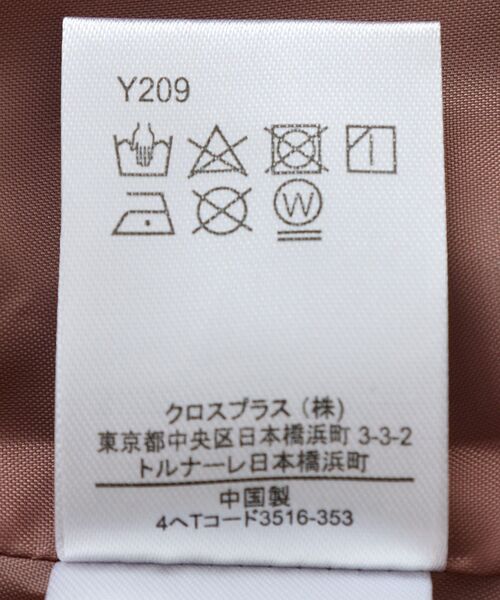 Y209
W
クロスプラス（株）
東京都中央区日本橋浜町 3-3-2
トルナーレ日本橋浜町
中国製
4ヘTコード3516-353